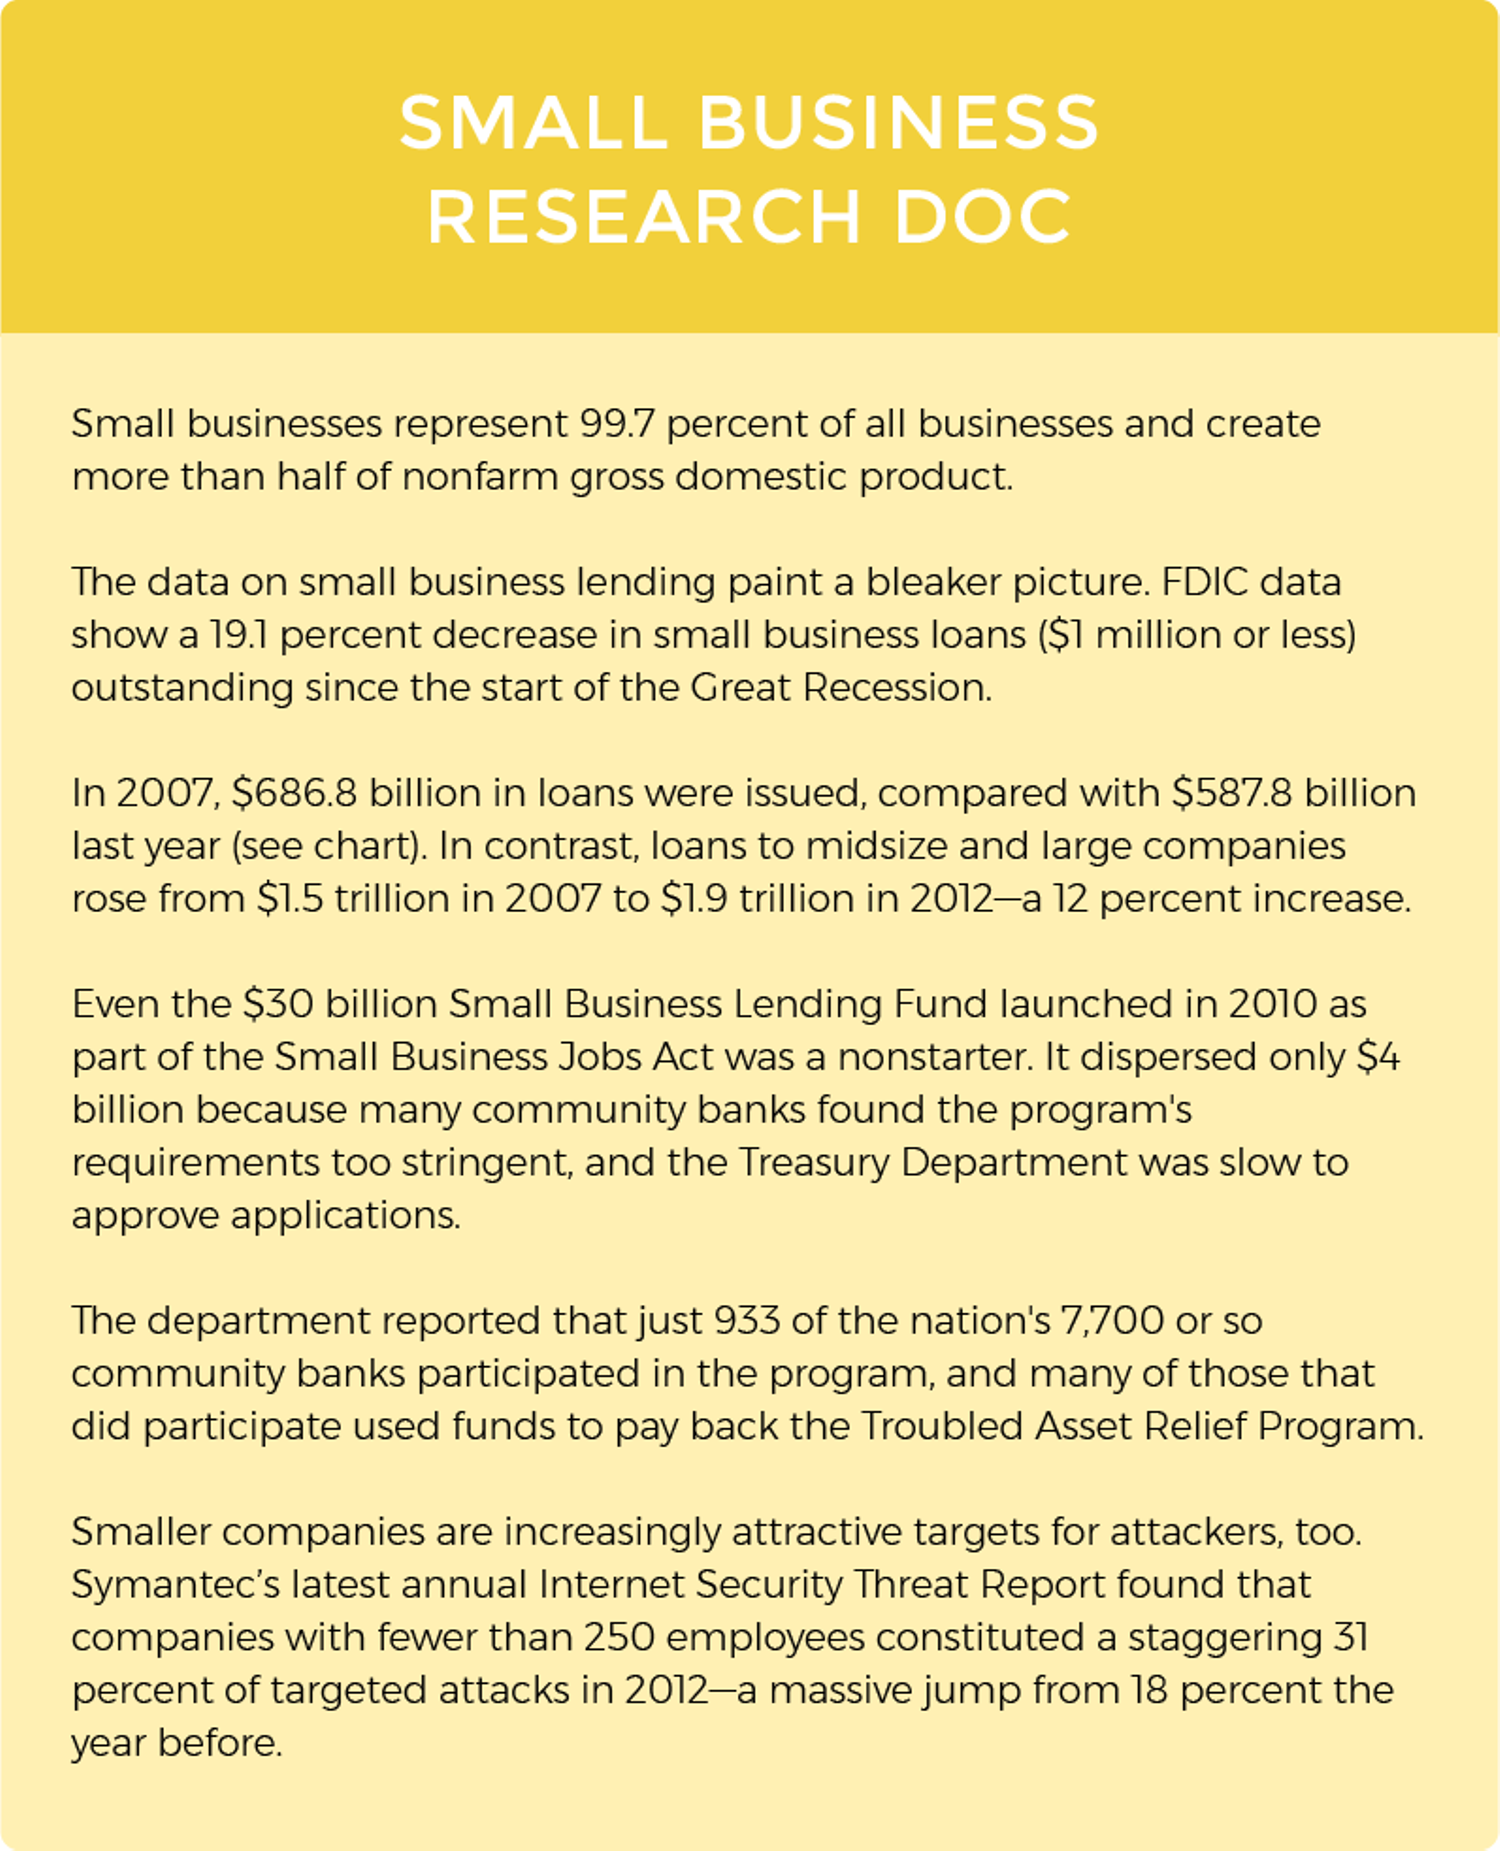 SMALL BUSINESS
RESEARCH DOC
Small businesses represent 99.7 percent of all businesses and create
more than half of nonfarm gross domestic product.
The data on small business lending paint a bleaker picture. FDIC data
show a 19.1 percent decrease in small business loans ($1 million or less)
outstanding since the start of the Great Recession.
In 2007, $686.8 billion in loans were issued, compared with $587.8 billion
last year (see chart). In contrast, loans to midsize and large companies
rose from $1.5 trillion in 2007 to $1.9 trillion in 2012—a 12 percent increase.
Even the $30 billion Small Business Lending Fund launched in 2010 as
part of the Small Business Jobs Act was a nonstarter. It dispersed only $4
billion because many community banks found the program's
requirements too stringent, and the Treasury Department was slow to
approve applications.
The department reported that just 933 of the nation's 7,700 or so
community banks participated in the program, and many of those that
did participate used funds to pay back the Troubled Asset Relief Program.
Smaller companies are increasingly attractive targets for attackers, too.
Symantec’s latest annual Internet Security Threat Report found that
companies with fewer than 250 employees constituted a staggering 31
percent of targeted attacks in 2012—a massive jump from 18 percent the
year before.